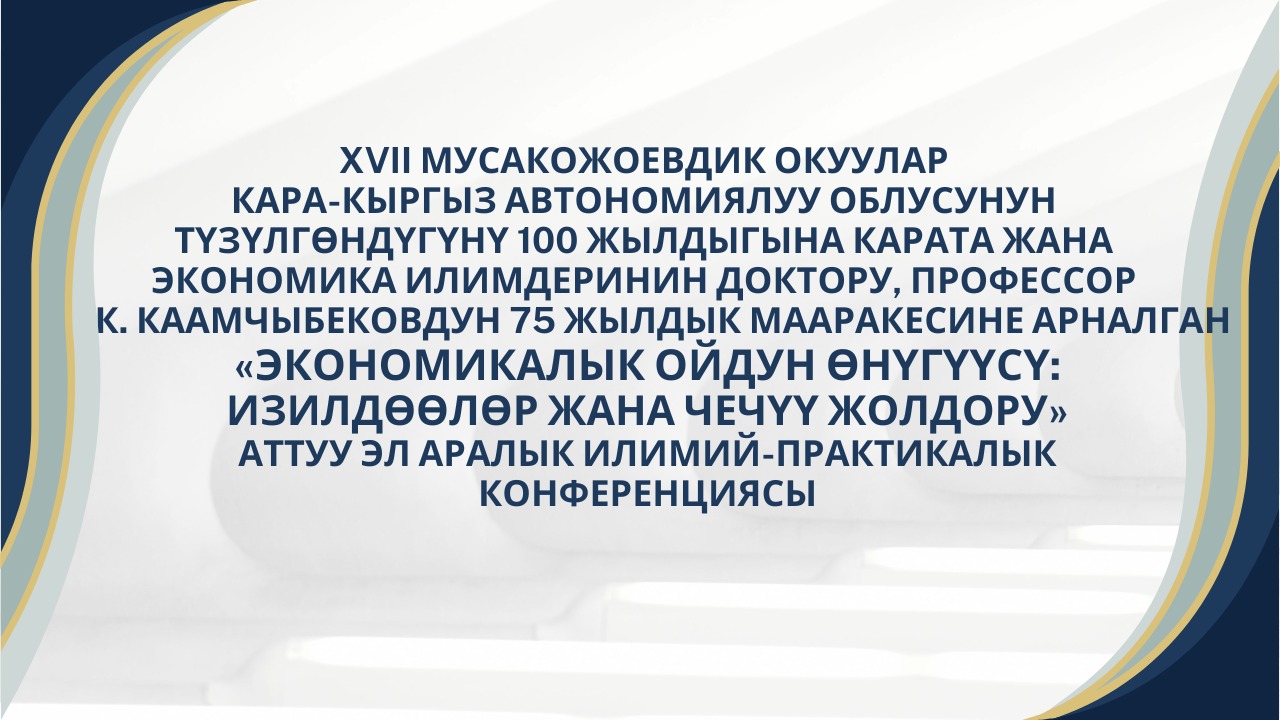 XVII МУСАКОЖОЕВДИК ОКУУЛАР
КАРА-КЫРГЫЗ АВТОНОМИЯЛУУ ОБЛУСУНУН
ТҮЗҮЛГӨНДҮГҮНҮ 100 ЖЫЛДЫГЫНА КАРАТА ЖАНА
ЭКОНОМИКА ИЛИМДЕРИНИН ДОКТОРУ, ПРОФЕССОР
К. КААМЧЫБЕКОВДУН 75 ЖЫЛДЫК МААРАКЕСИНЕ АРНАЛГАН
«ЭКОНОМИКАЛЫК ОЙДУН ӨНҮГҮҮСҮ:
ИЗИЛДӨӨЛӨР ЖАНА ЧЕЧҮҮ ЖОЛДОРУ»
АТТУУ ЭЛ АРАЛЫК ИЛИМИЙ-ПРАКТИКАЛЫК
КОНФЕРЕНЦИЯСЫ